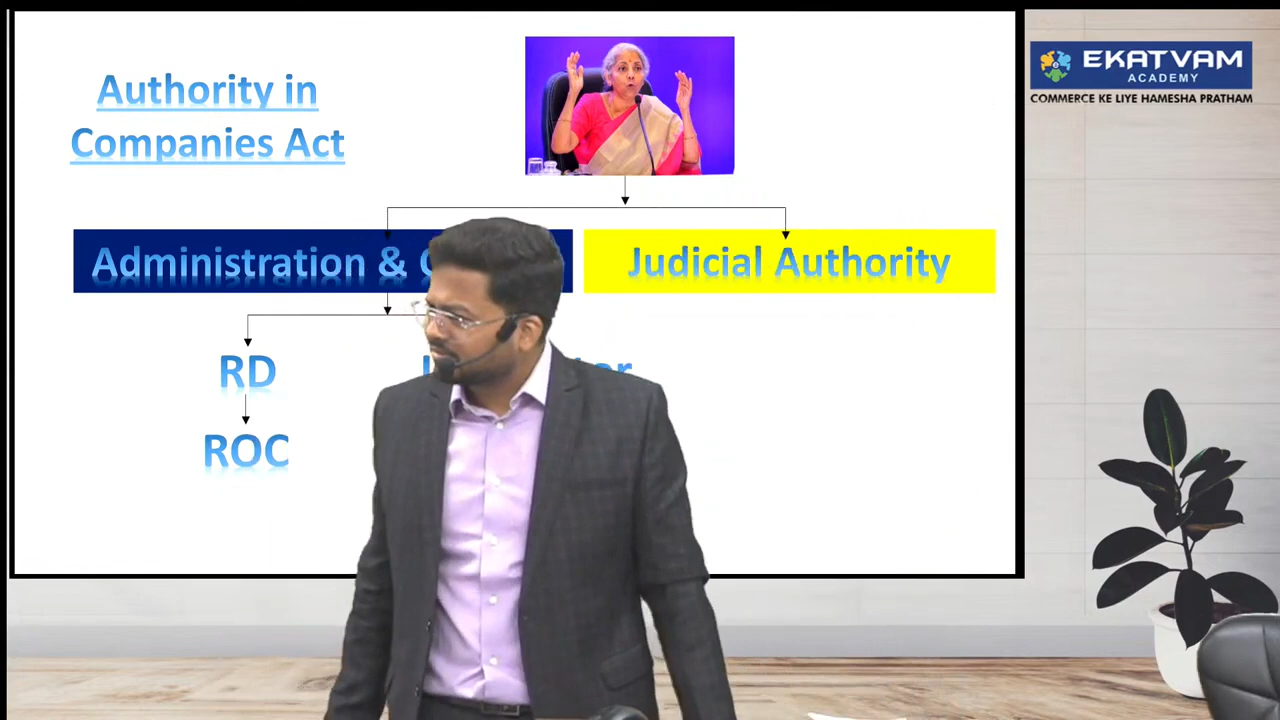 Authority in
Companies Act
EKATVAM
ACADEMY
COMMERCE KE LIYE HAMESHA PRATHAM
Administration &
Judicial Authority
RD
ROC